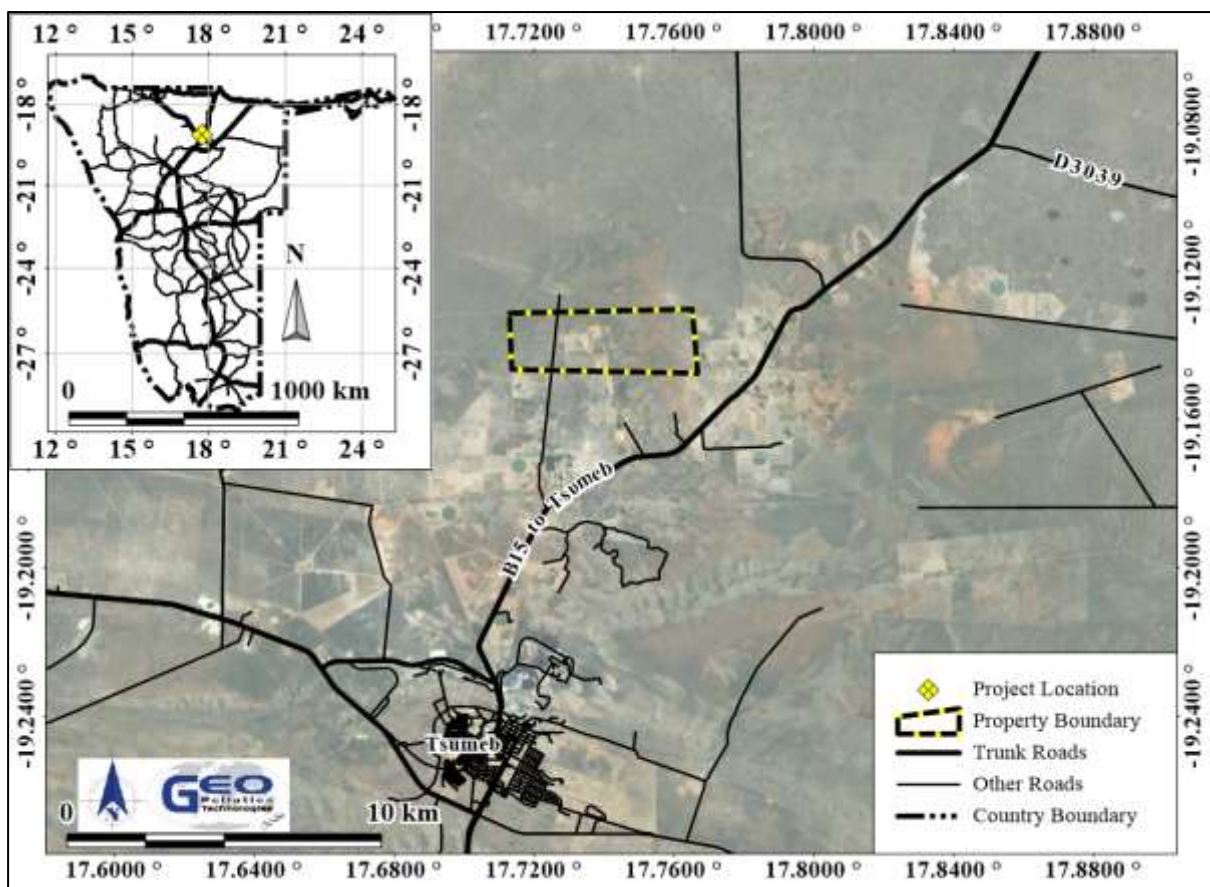 12 ° 15 ° 18 ° 21 ° 24 °
17.7200 ° 17.7600 ° 17.8000 ° 17.8400 ° 17.8800 °
-18 °
-21 °
-24 °
-27 °
-18 °
-21 °
-24 °
-27 °
N
0 1000 km
12 ° 15 ° 18 ° 21 ° 24 °
-19.0800 °
-19.1200 °
-19.1600 °
-19.2000 °
-19.2400 °
D3039
B15 to Tsumeb
-19.2000 °
-19.2400 °
Tsumeb
Project Location
Property Boundary
Trunk Roads
Other Roads
Country Boundary
N
GEO
Pollution
Technologies
0 10 km
17.6000 ° 17.6400 ° 17.6800 ° 17.7200 ° 17.7600 ° 17.8000 ° 17.8400 ° 17.8800 °